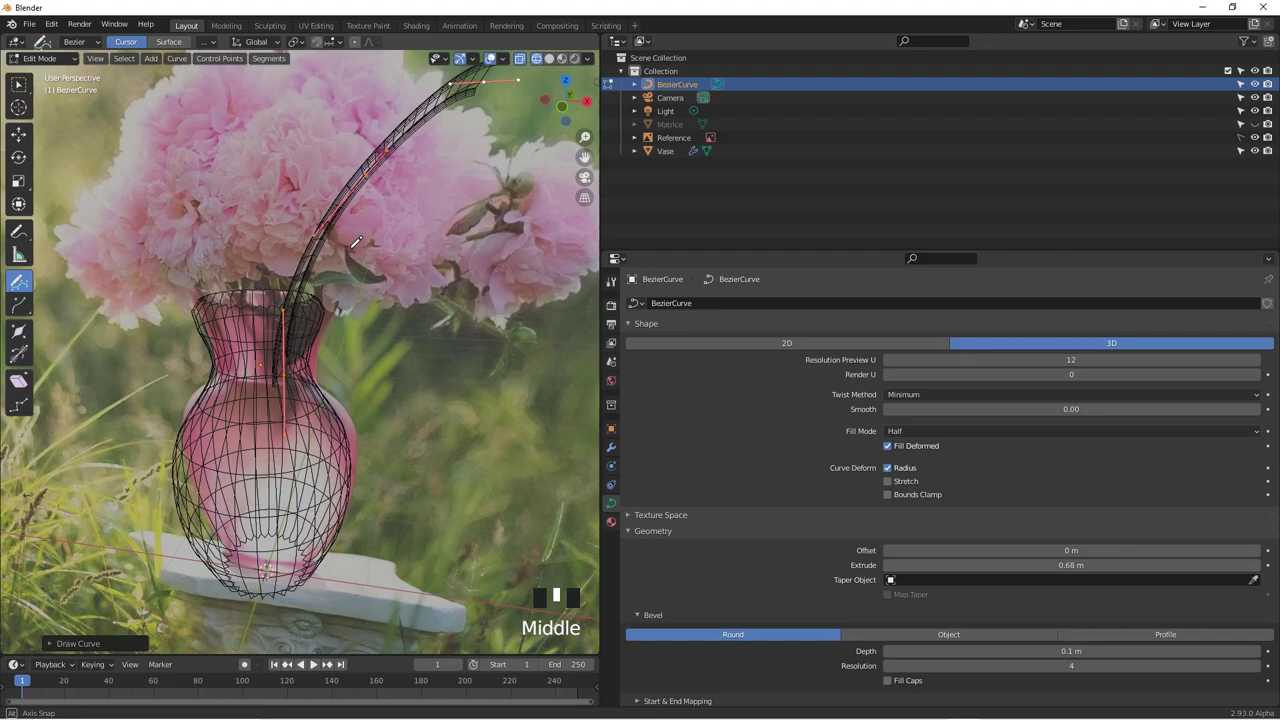 Blender
File Edit Render Window Help Layout Modeling Sculpting UV Editing Texture Paint Shading Animation Rendering Compositing Scripting + Scene View Layer
Bezier Cursor Surface ... Global
Edit Mode View Select Add Curve Control Points Segments
User Perspective
(1) BezierCurve
Z
Y
X
Middle
Draw Curve
Scene Collection
Collection
BezierCurve
Camera
Light
Matrice
Reference
Vase
BezierCurve BezierCurve
BezierCurve
Shape
2D 3D
Resolution Preview U 12
Render U 0
Twist Method Minimum
Smooth 0.00
Fill Mode Half
Fill Deformed
Curve Deform Radius
Stretch
Bounds Clamp
Texture Space
Geometry
Offset 0 m
Extrude 0.68 m
Taper Object
Map Taper
Bevel
Round Object Profile
Depth 0.1 m
Resolution 4
Fill Caps
Start & End Mapping
Playback Keying View Marker 1 Start 1 End 250
1 20 40 60 80 100 120 140 160 180 200 220 240
Alt Axis Snap 2.93.0 Alpha